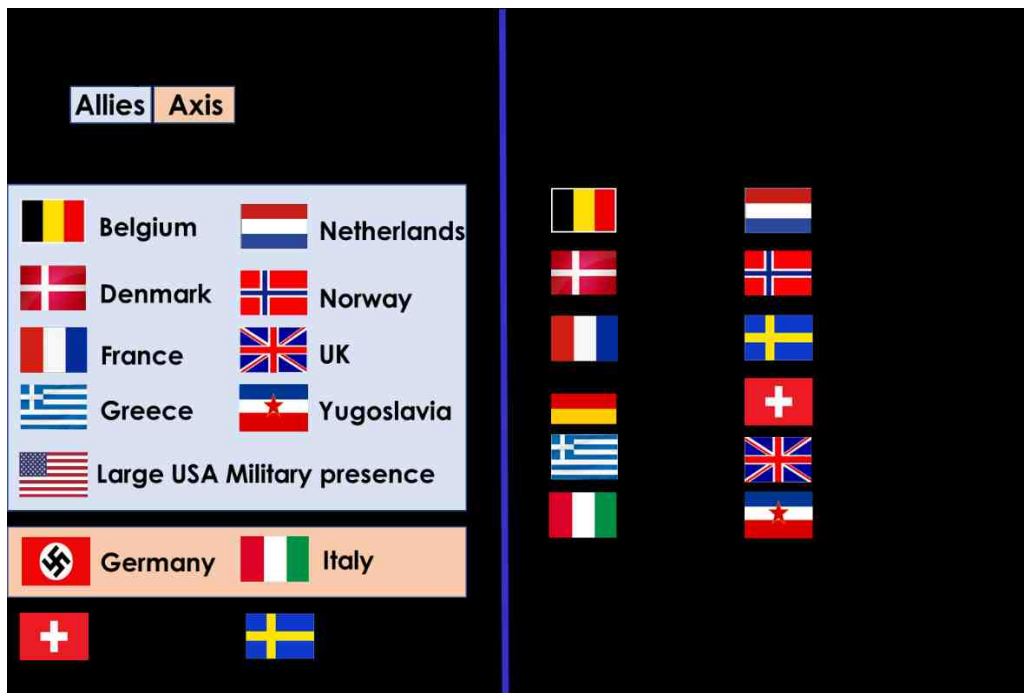 Allies Axis
Belgium Netherlands
Denmark Norway
France UK
Greece Yugoslavia
Large USA Military presence
Germany Italy